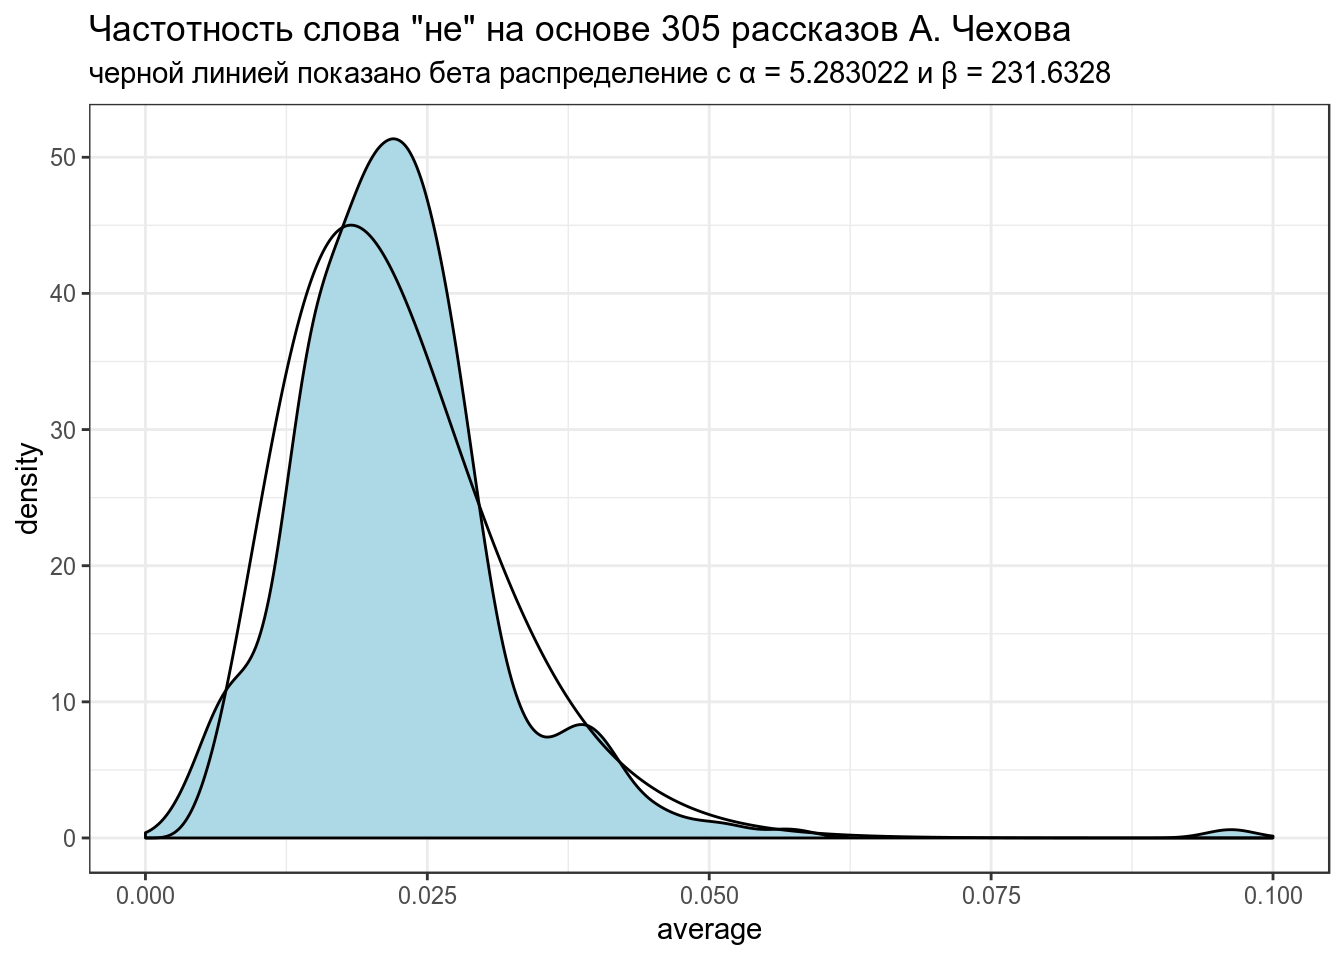 Частотность слова "не" на основе 305 рассказов А. Чехова
черной линией показано бета распределение с α = 5.283022 и β = 231.6328
50
40
30
20
10
0
density
0.000 0.025 0.050 0.075 0.100
average